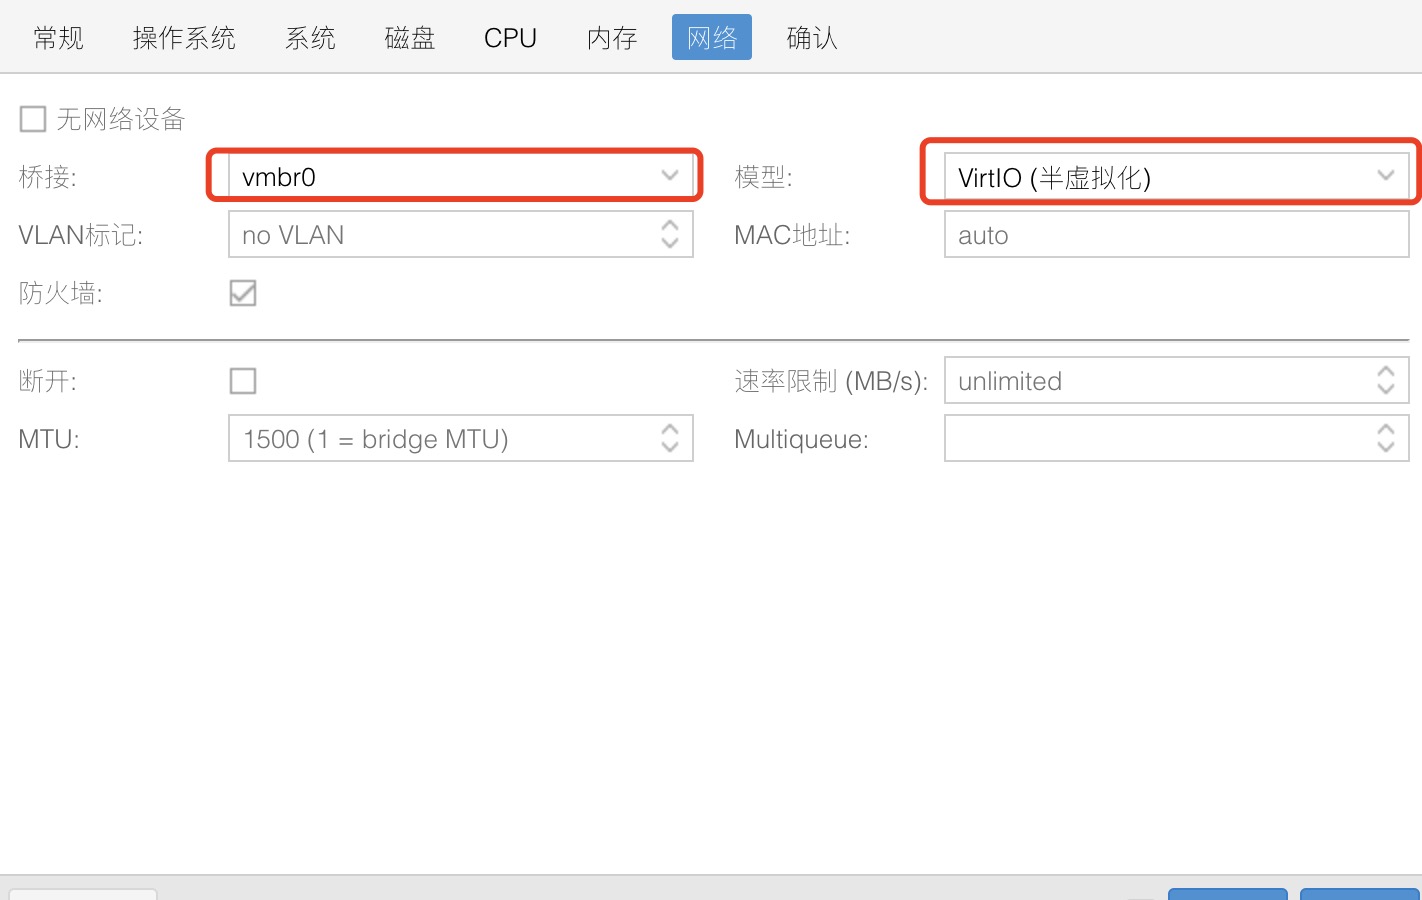 常规 操作系统 系统 磁盘 CPU 内存 网络 确认
无网络设备
桥接: vmbr0 模型: VirtIO (半虚拟化)
VLAN标记: no VLAN MAC地址: auto
防火墙:
断开: 速率限制 (MB/s): unlimited
MTU: 1500 (1 = bridge MTU) Multiqueue: